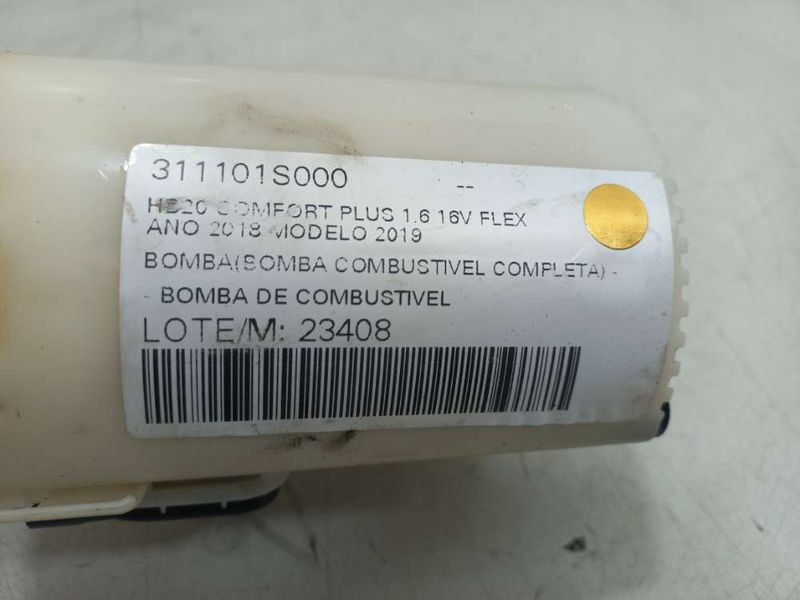 311101S000 --
HB20 COMFORT PLUS 1.6 16V FLEX
ANO 2018 MODELO 2019
BOMBA(BOMBA COMBUSTIVEL COMPLETA) -
- BOMBA DE COMBUSTIVEL
LOTE/M: 23408